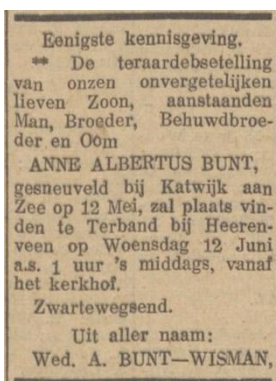 Eenigste kennisgeving.
** De teraardebsetelling
van onzen onvergetelijken
lieven Zoon, aanstaanden
Man, Broeder, Behuwdbroe-
der en Oom
ANNE ALBERTUS BUNT,
gesneuveld bij Katwijk aan
Zee op 12 Mei, zal plaats vin-
den te Terband bij Heeren-
veen op Woensdag 12 Juni
a.s. 1 uur 's middags, vanaf
het kerkhof.
Zwartewegsend.
Uit aller naam:
Wed. A. BUNT—WISMAN,